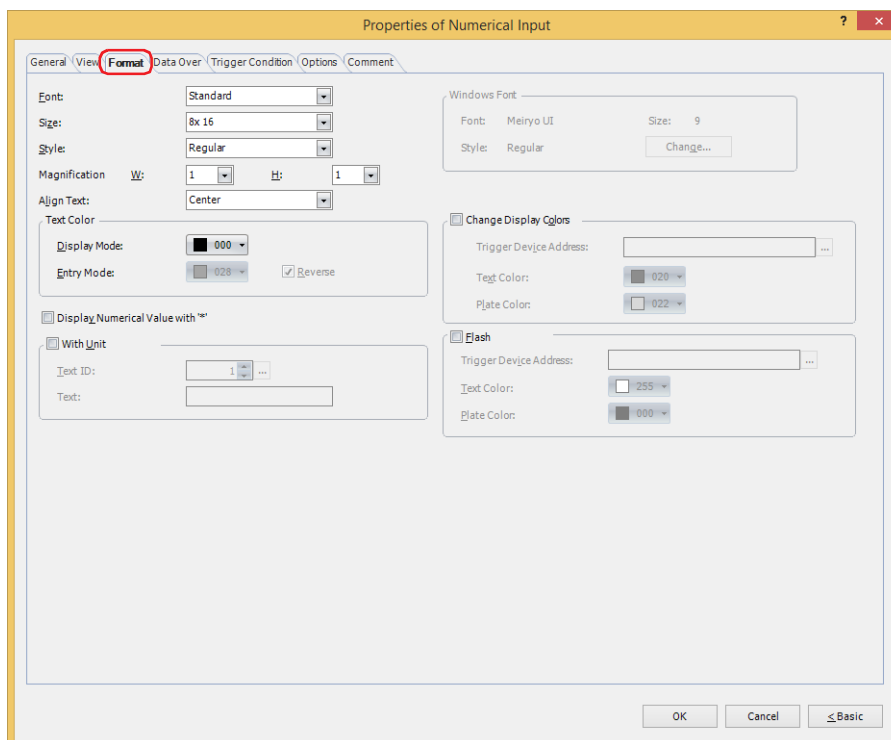 Properties of Numerical Input
? ×
General View Format Data Over Trigger Condition Options Comment
Font: Standard
Size: 8x 16
Style: Regular
Magnification W: 1 H: 1
Align Text: Center
Windows Font
Font: Meiryo UI Size: 9
Style: Regular Change...
Text Color
Display Mode: 000
Entry Mode: 028 Reverse
Change Display Colors
Trigger Device Address: ...
Text Color: 020
Plate Color: 022
Display Numerical Value with '*'
With Unit
Text ID: 1 ...
Text:
Flash
Trigger Device Address: ...
Text Color: 255
Plate Color: 000
OK Cancel < Basic